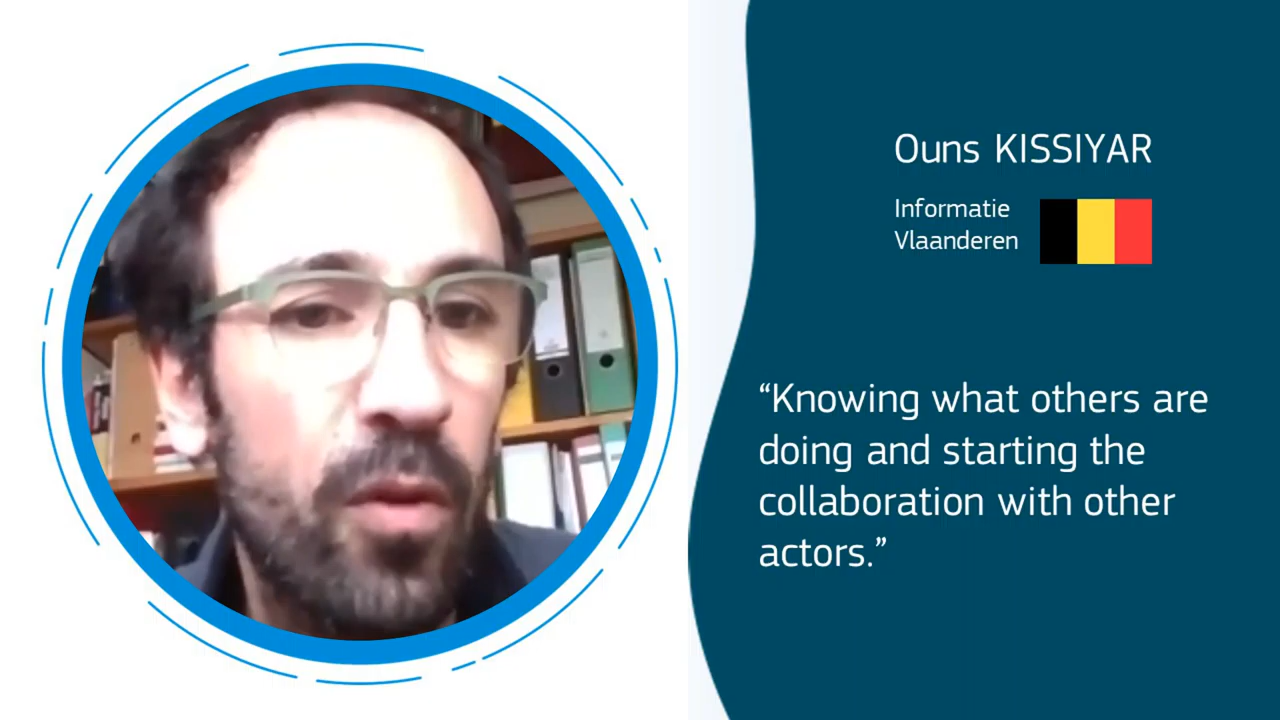 Ouns KISSIYAR
Informatie
Vlaanderen
“Knowing what others are
doing and starting the
collaboration with other
actors.”